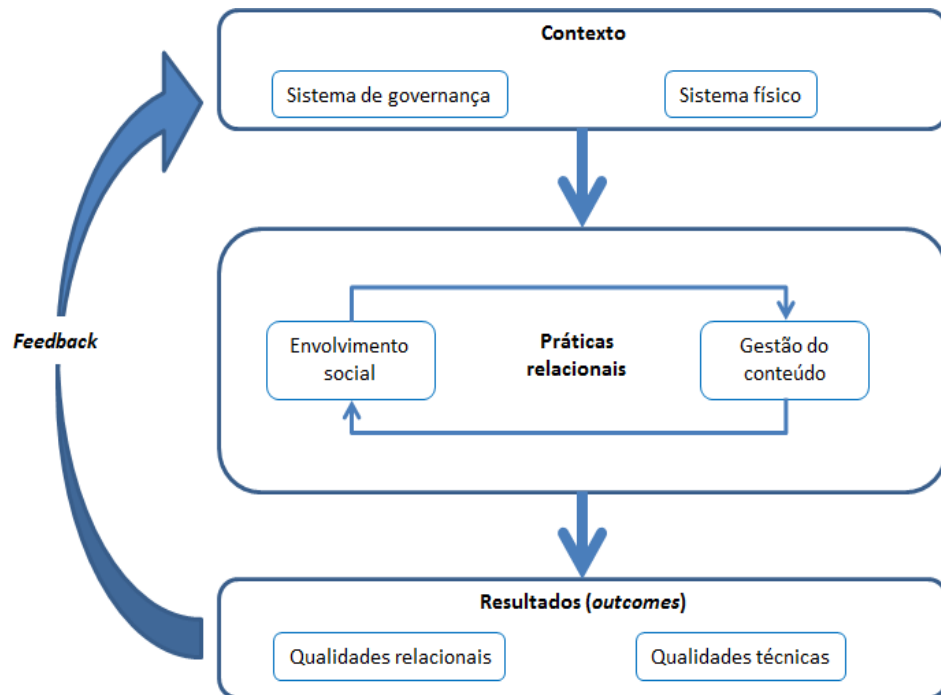 Contexto
Sistema de governança
Sistema físico
Feedback
Envolvimento
social
Práticas
relacionais
Gestão do
conteúdo
Resultados (outcomes)
Qualidades relacionais
Qualidades técnicas